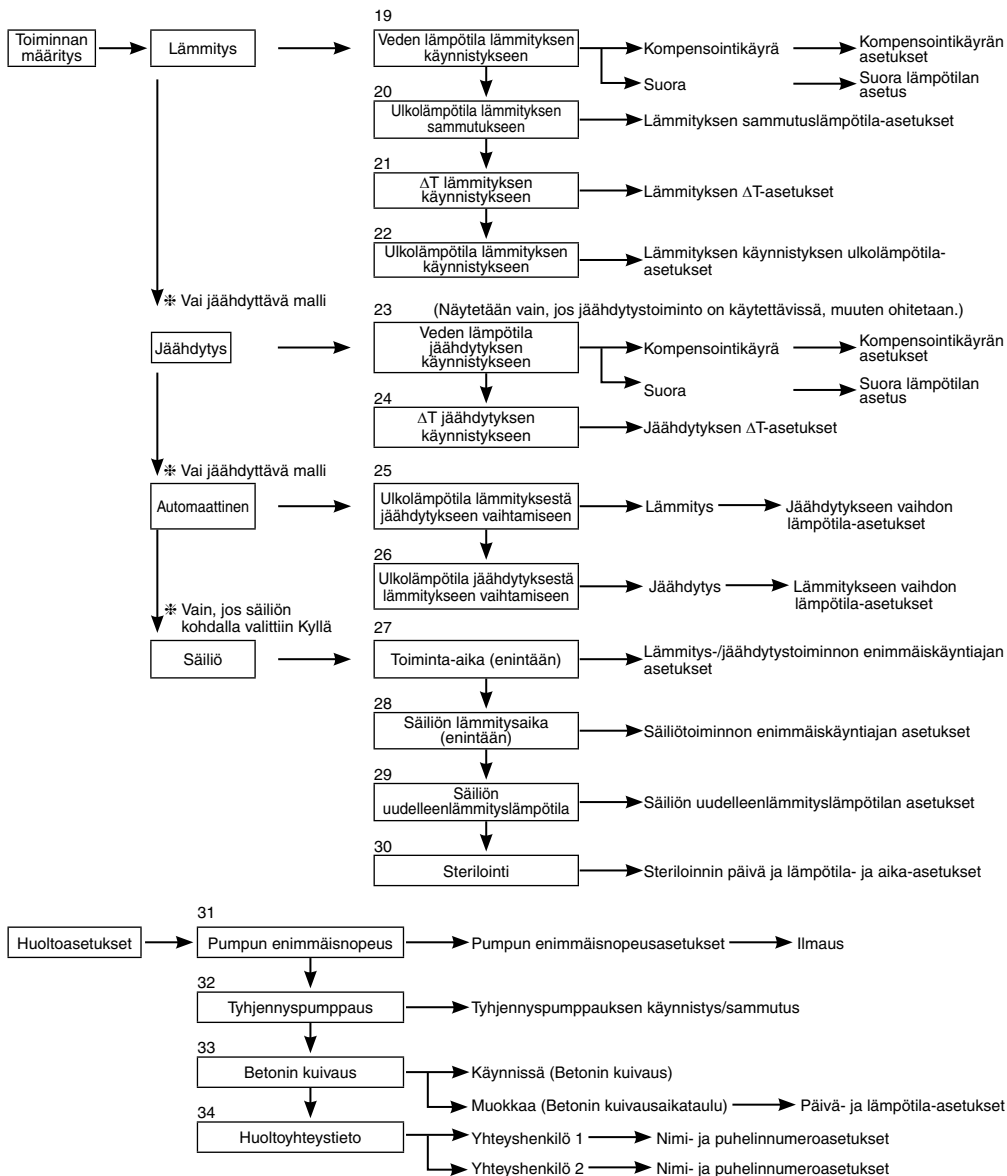 19
Toiminnan
määritys
Lämmitys
Veden lämpötila lämmityksen
käynnistykseen
Kompensointikäyrä
Kompensointikäyrän
asetukset
Suora
Suora lämpötilan
asetus
20
Ulkolämpötila lämmityksen
sammutukseen
Lämmityksen sammutuslämpötila-asetukset
21
ΔT lämmityksen
käynnistykseen
Lämmityksen ΔT-asetukset
22
Ulkolämpötila lämmityksen
käynnistykseen
Lämmityksen käynnistyksen ulkolämpötila-
asetukset
❉ Vai jäähdyttävä malli
23
(Näytetään vain, jos jäähdytystoiminto on käytettävissä, muuten ohitetaan.)
Jäähdytys
Veden lämpötila
jäähdytyksen
käynnistykseen
Kompensointikäyrä
Kompensointikäyrän
asetukset
Suora
Suora lämpötilan
asetus
24
ΔT jäähdytyksen
käynnistykseen
Jäähdytyksen ΔT-asetukset
❉ Vai jäähdyttävä malli
25
Automaattinen
Ulkolämpötila lämmityksestä
jäähdytykseen vaihtamiseen
Lämmitys
Jäähdytykseen vaihdon
lämpötila-asetukset
26
Ulkolämpötila jäähdytyksestä
lämmitykseen vaihtamiseen
Jäähdytys
Lämmitykseen vaihdon
lämpötila-asetukset
❉ Vain, jos säiliön
kohdalla valittiin Kyllä
27
Säiliö
Toiminta-aika (enintään)
Lämmitys-/jäähdytystoiminnon enimmäiskäyntiajan
asetukset
28
Säiliön lämmitysaika
(enintään)
Säiliötoiminnon enimmäiskäyntiajan asetukset
29
Säiliön
uudelleenlämmityslämpötila
Säiliön uudelleenlämmityslämpötilan asetukset
30
Sterilointi
Steriloinnin päivä ja lämpötila- ja aika-asetukset
31
Huoltoasetukset
Pumpun enimmäisnopeus
Pumpun enimmäisnopeusasetukset
Ilmaus
32
Tyhjennyspumppaus
Tyhjennyspumppauksen käynnistys/sammutus
33
Betonin kuivaus
Käynnissä (Betonin kuivaus)
Muokkaa (Betonin kuivausaikataulu)
Päivä- ja lämpötila-asetukset
34
Huoltoyhteystieto
Yhteyshenkilö 1
Nimi- ja puhelinnumeroasetukset
Yhteyshenkilö 2
Nimi- ja puhelinnumeroasetukset